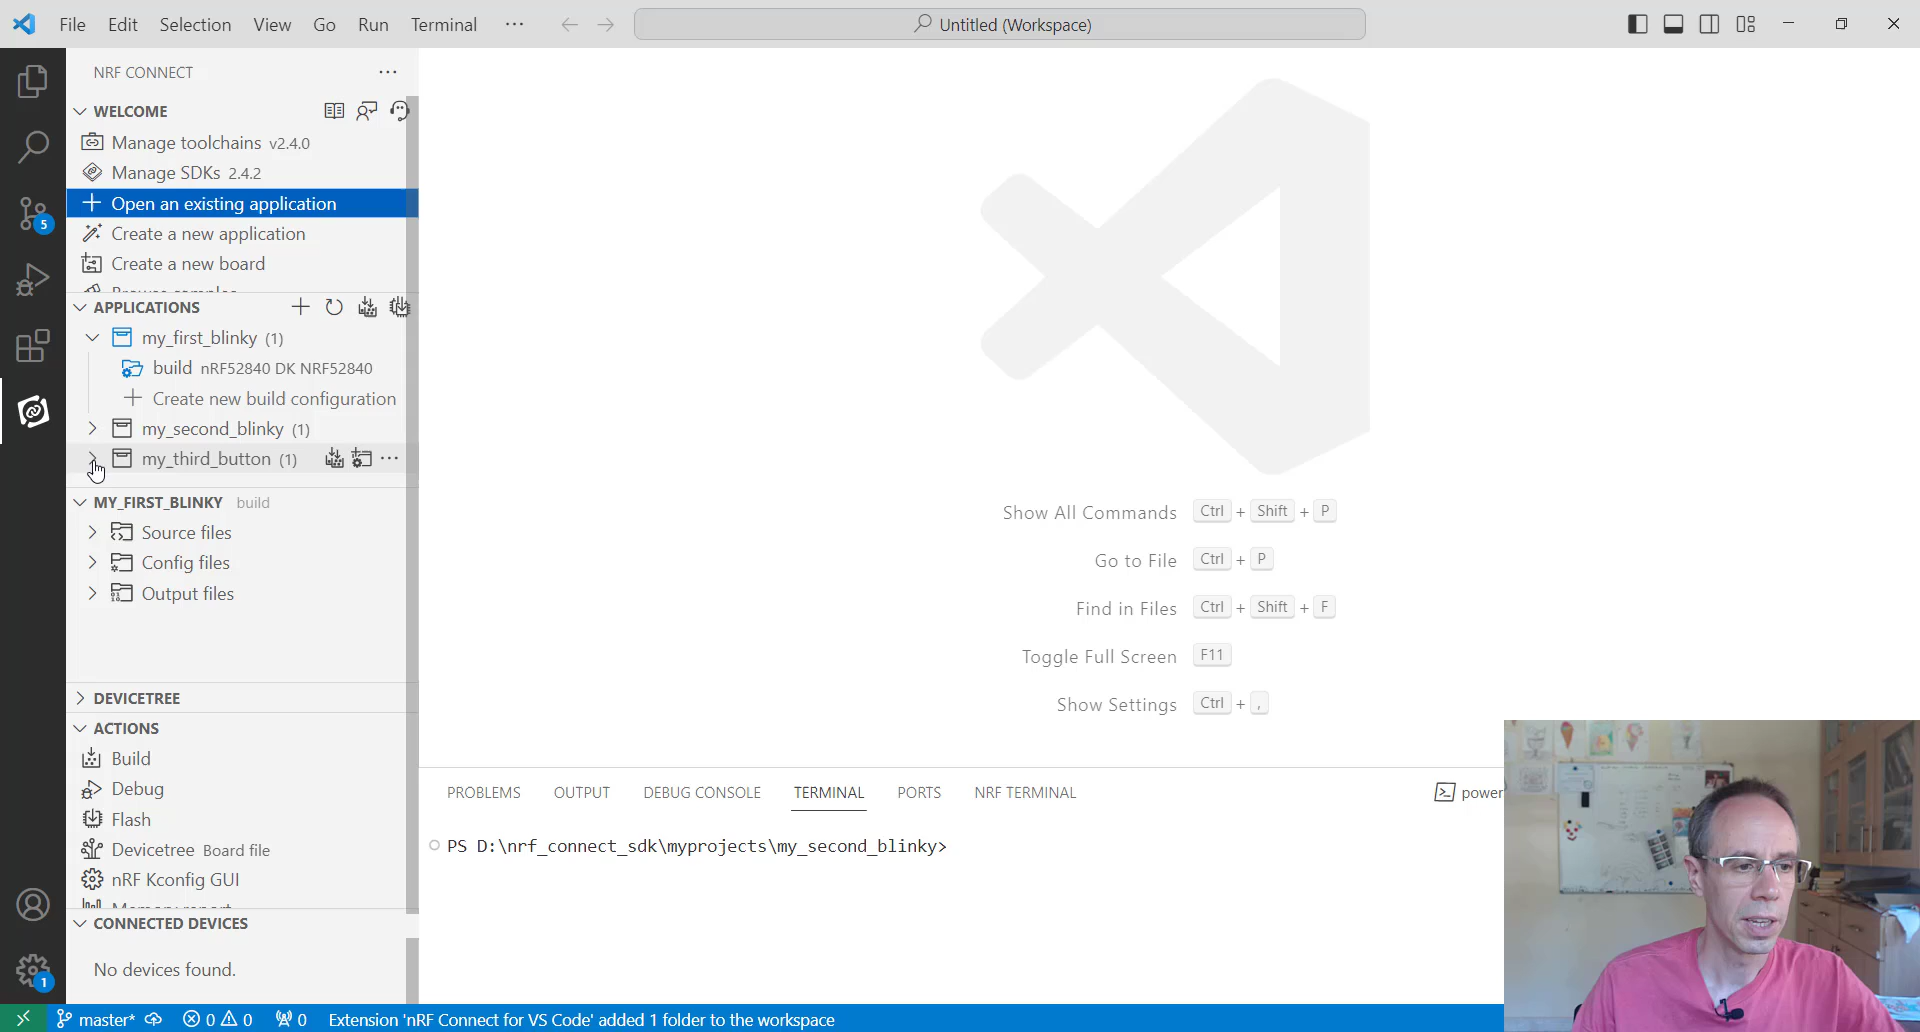 File Edit Selection View Go Run Terminal ··· Untitled (Workspace)
NRF CONNECT ···
WELCOME
Manage toolchains v2.4.0
Manage SDKs 2.4.2
Open an existing application
Create a new application
Create a new board
APPLICATIONS
my_first_blinky (1)
build nRF52840 DK NRF52840
Create new build configuration
my_second_blinky (1)
my_third_button (1) ···
MY_FIRST_BLINKY build
Source files
Config files
Output files
DEVICETREE
ACTIONS
Build
Debug
Flash
Devicetree Board file
nRF Kconfig GUI
CONNECTED DEVICES
No devices found.
5
1
Show All Commands Ctrl + Shift + P
Go to File Ctrl + P
Find in Files Ctrl + Shift + F
Toggle Full Screen F11
Show Settings Ctrl + ,
PROBLEMS OUTPUT DEBUG CONSOLE TERMINAL PORTS NRF TERMINAL power
PS D:\nrf_connect_sdk\myprojects\my_second_blinky>
master* 0 0 0 Extension 'nRF Connect for VS Code' added 1 folder to the workspace